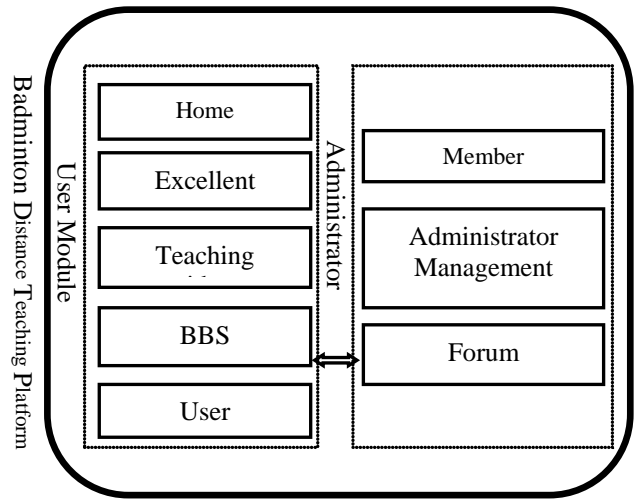 Badminton Distance Teaching Platform
User Module
Home
Excellent
Teaching
BBS
User
Administrator
Member
Administrator
Management
Forum